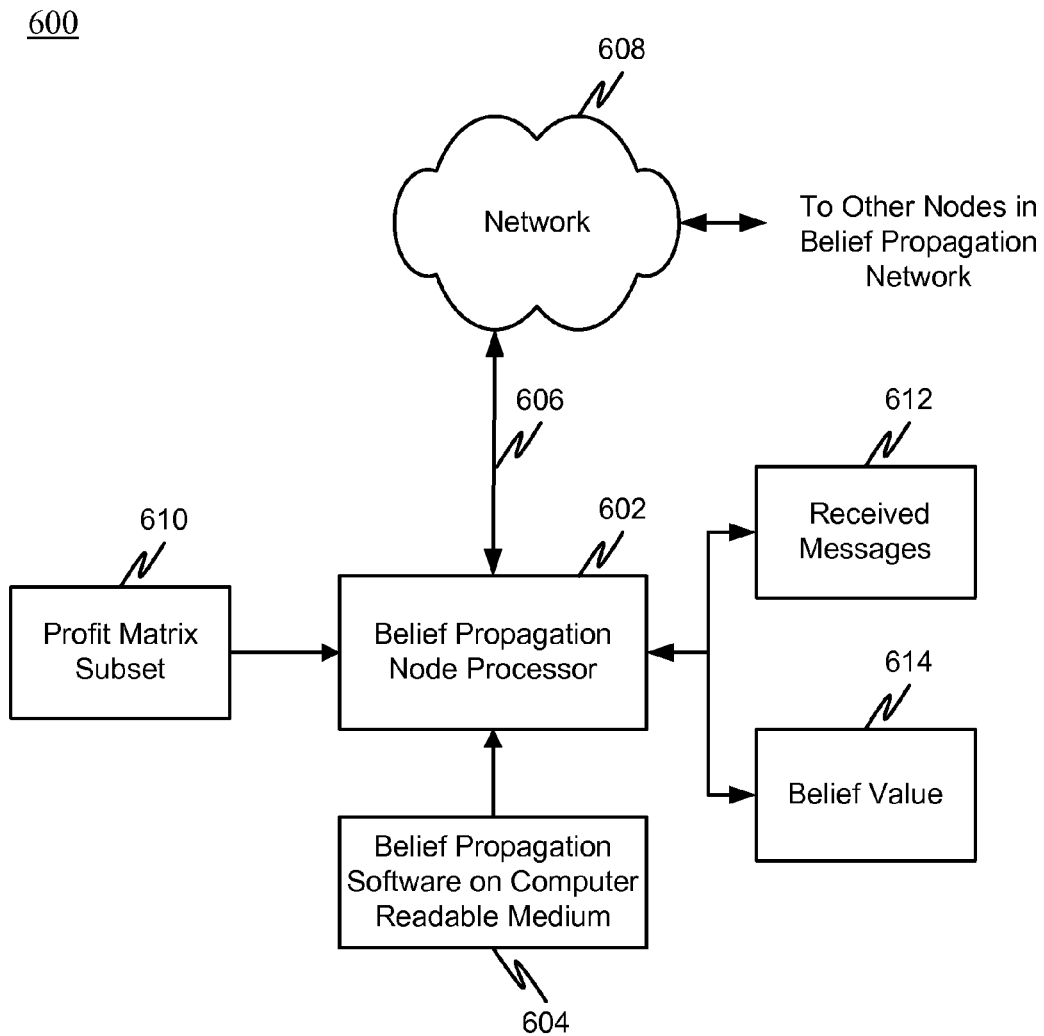 600
608
Network
To Other Nodes in
Belief Propagation
Network
606
612
Received
Messages
610
Profit Matrix
Subset
602
Belief Propagation
Node Processor
614
Belief Value
Belief Propagation
Software on Computer
Readable Medium
604